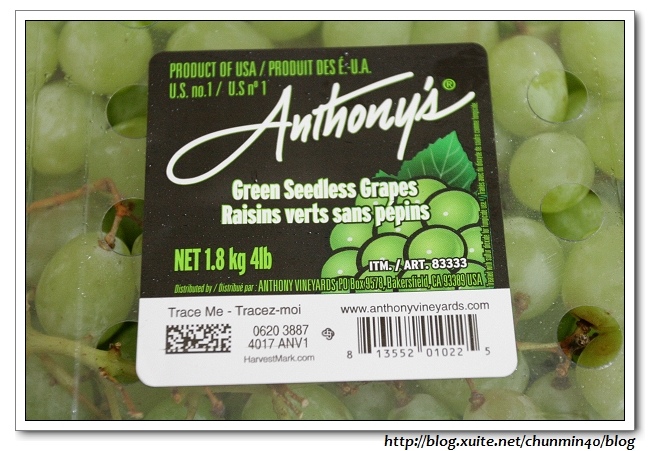 PRODUCT OF USA / PRODUIT DES É.-U.A.
U.S. no.1 / U.S nº 1
Anthony's®
Green Seedless Grapes
Raisins verts sans pépins
NET 1.8 kg 4lb
ITM. / ART. 83333
Distributed by / Distribué par : ANTHONY VINEYARDS PO Box 9578, Bakersfield, CA 93389 USA
Trace Me - Tracez-moi
www.anthonyvineyards.com
0620 3887
4017 ANV1
HarvestMark.com
8 13552 01022 5
http://blog.xuite.net/chunmin40/blog